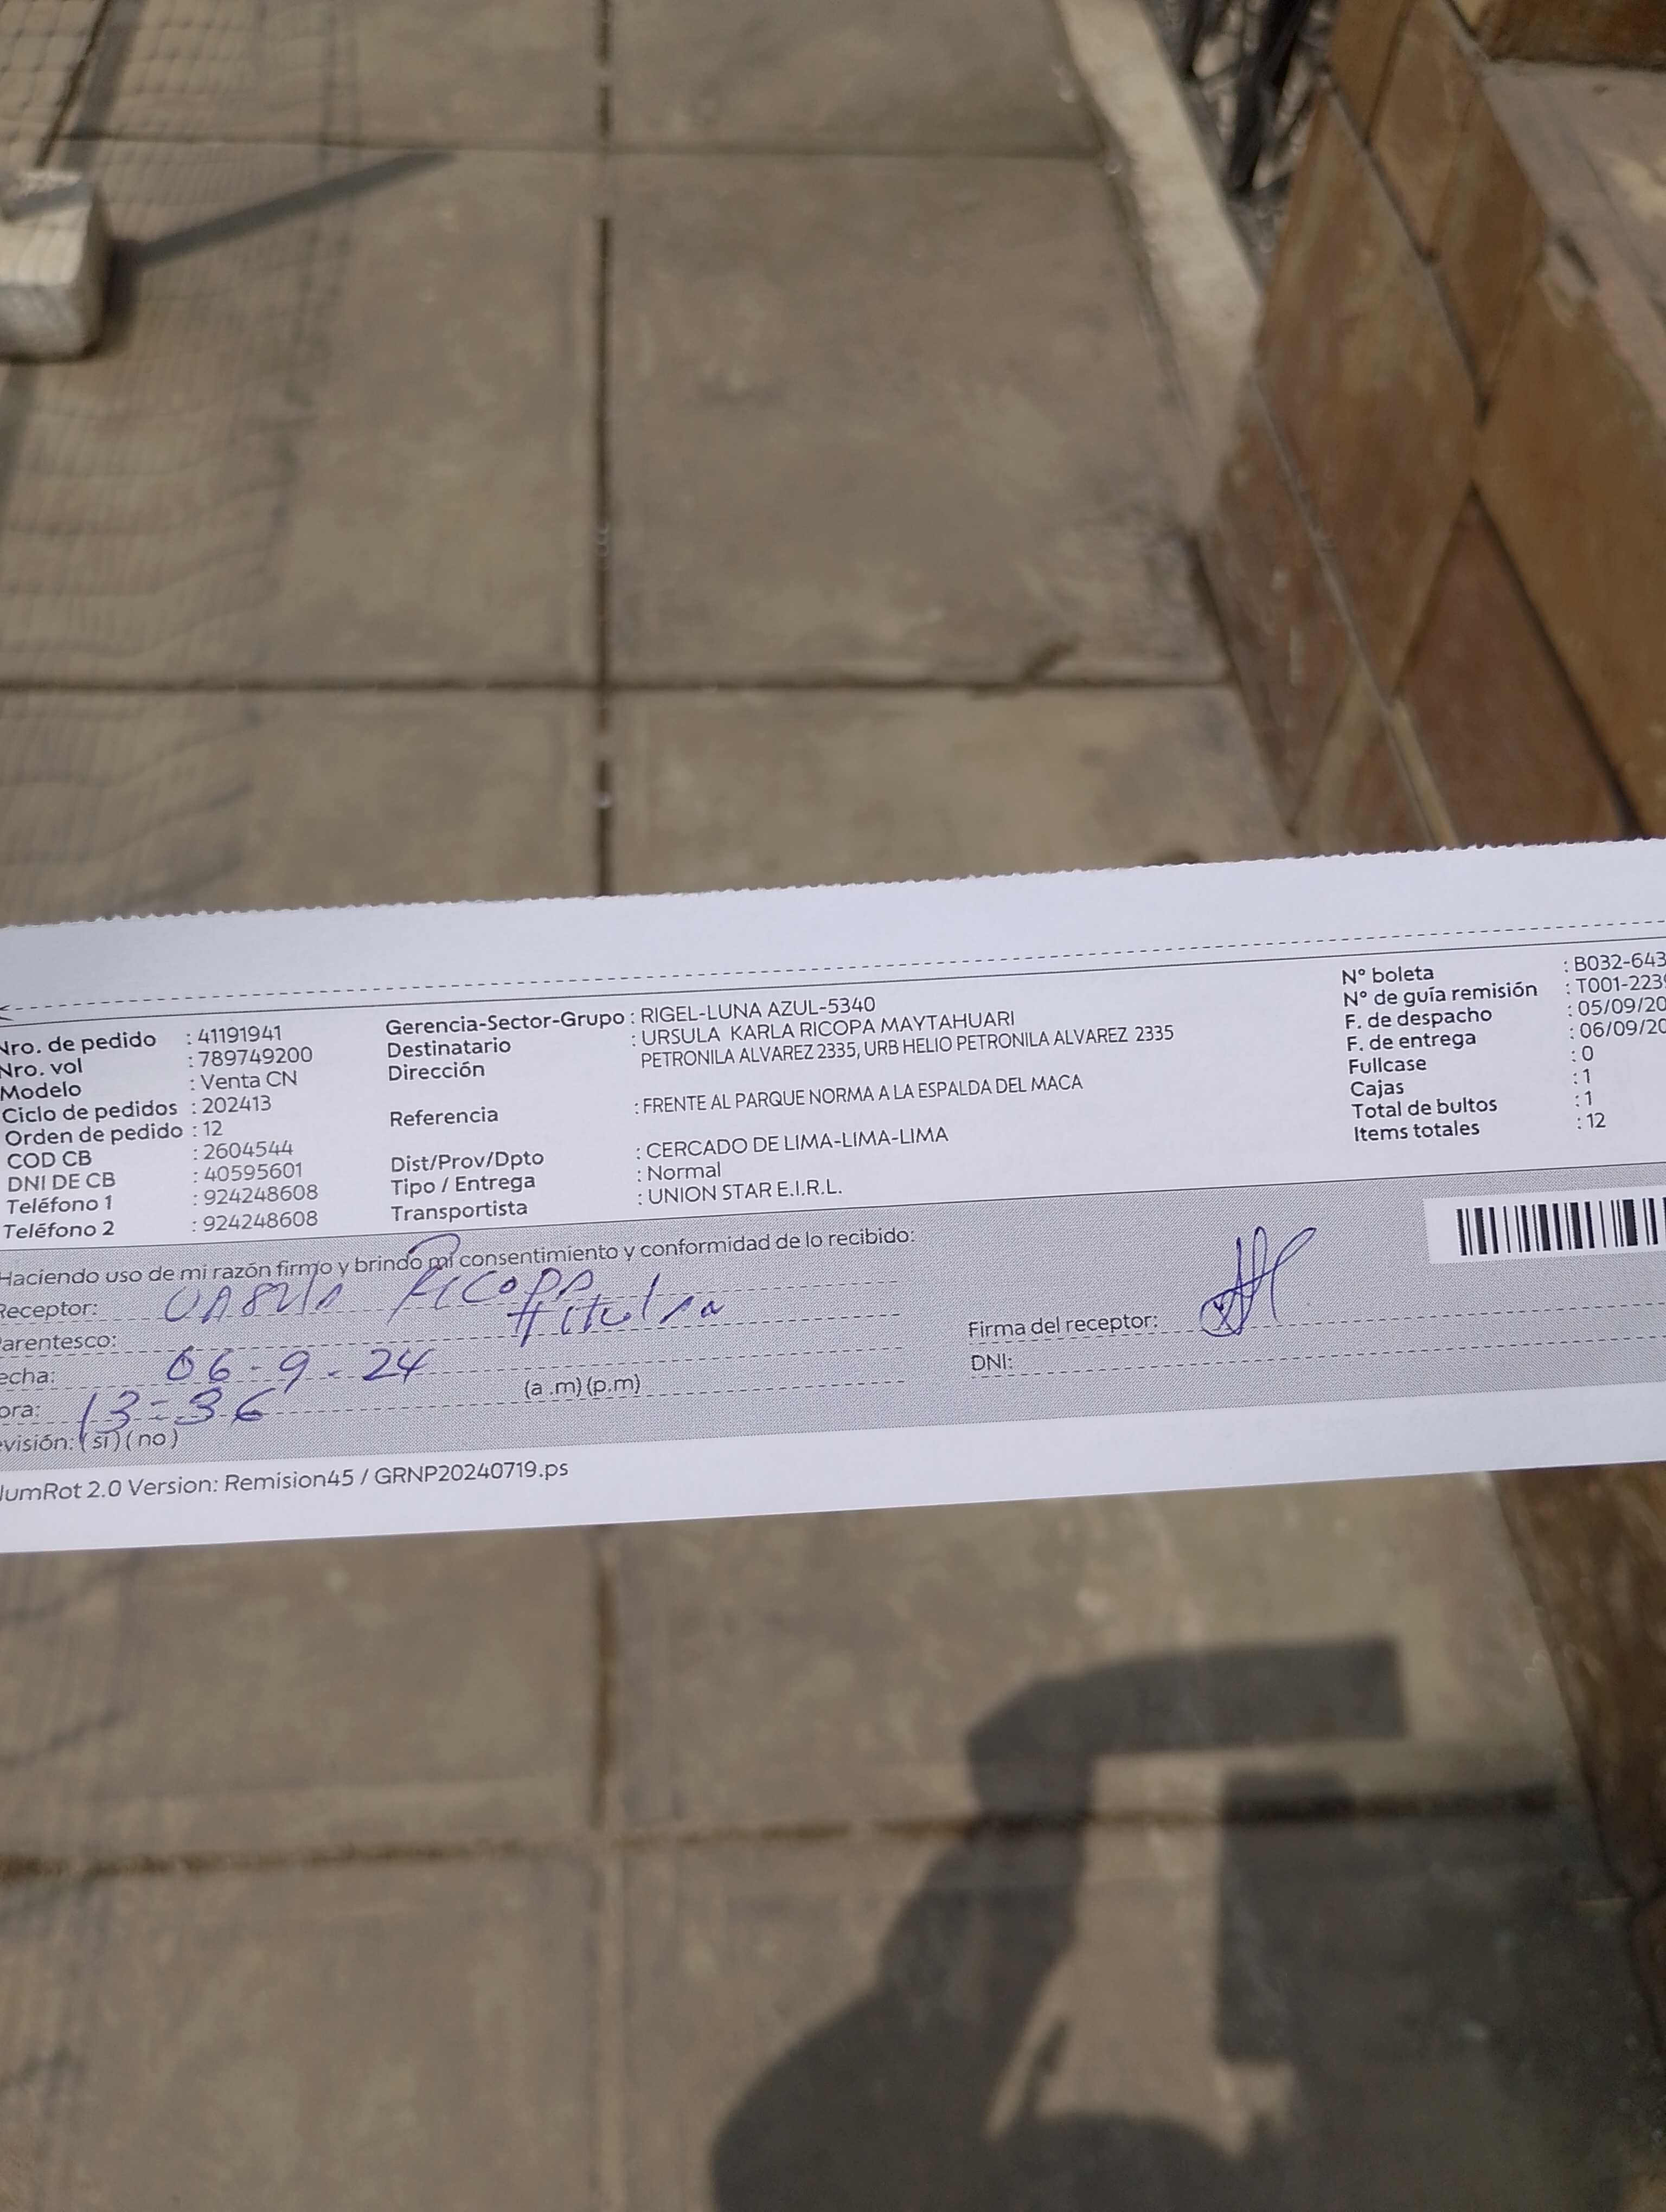 Nro. de pedido : 41191941
Nro. vol : 789749200
Modelo : Venta CN
Ciclo de pedidos : 202413
Orden de pedido : 12
COD CB : 2604544
DNI DE CB : 40595601
Teléfono 1 : 924248608
Teléfono 2 : 924248608
Gerencia-Sector-Grupo : RIGEL-LUNA AZUL-5340
Destinatario : URSULA KARLA RICOPA MAYTAHUARI
Dirección PETRONILA ALVAREZ 2335, URB HELIO PETRONILA ALVAREZ 2335
Referencia : FRENTE AL PARQUE NORMA A LA ESPALDA DEL MACA
Dist/Prov/Dpto : CERCADO DE LIMA-LIMA-LIMA
Tipo / Entrega : Normal
Transportista : UNION STAR E.I.R.L.
N° boleta : B032-643
N° de guía remisión : T001-223
F. de despacho : 05/09/20
F. de entrega : 06/09/20
Fullcase : 0
Cajas : 1
Total de bultos : 1
Items totales : 12
Haciendo uso de mi razón firmo y brindo mi consentimiento y conformidad de lo recibido:
Receptor: Ricopa
arentesco: titular
echa: 06-9-24
ora: 13:36 (a .m) (p.m)
visión: (si) (no)
Firma del receptor:
DNI:
umRot 2.0 Version: Remision45 / GRNP20240719.ps